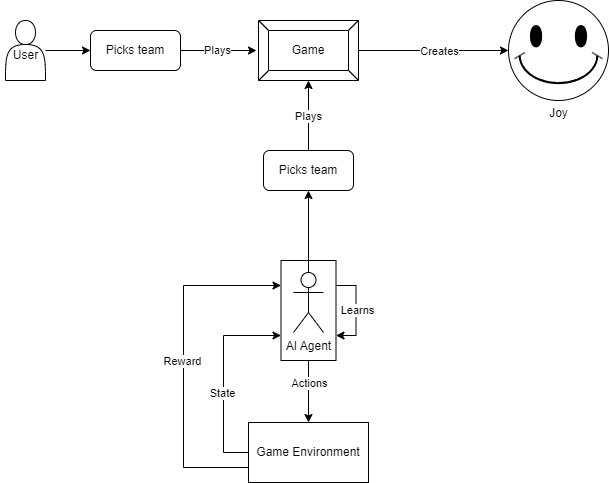 User
Picks team
Plays
Game
Creates
Joy
Plays
Picks team
Learns
AI Agent
Reward
Actions
State
Game Environment